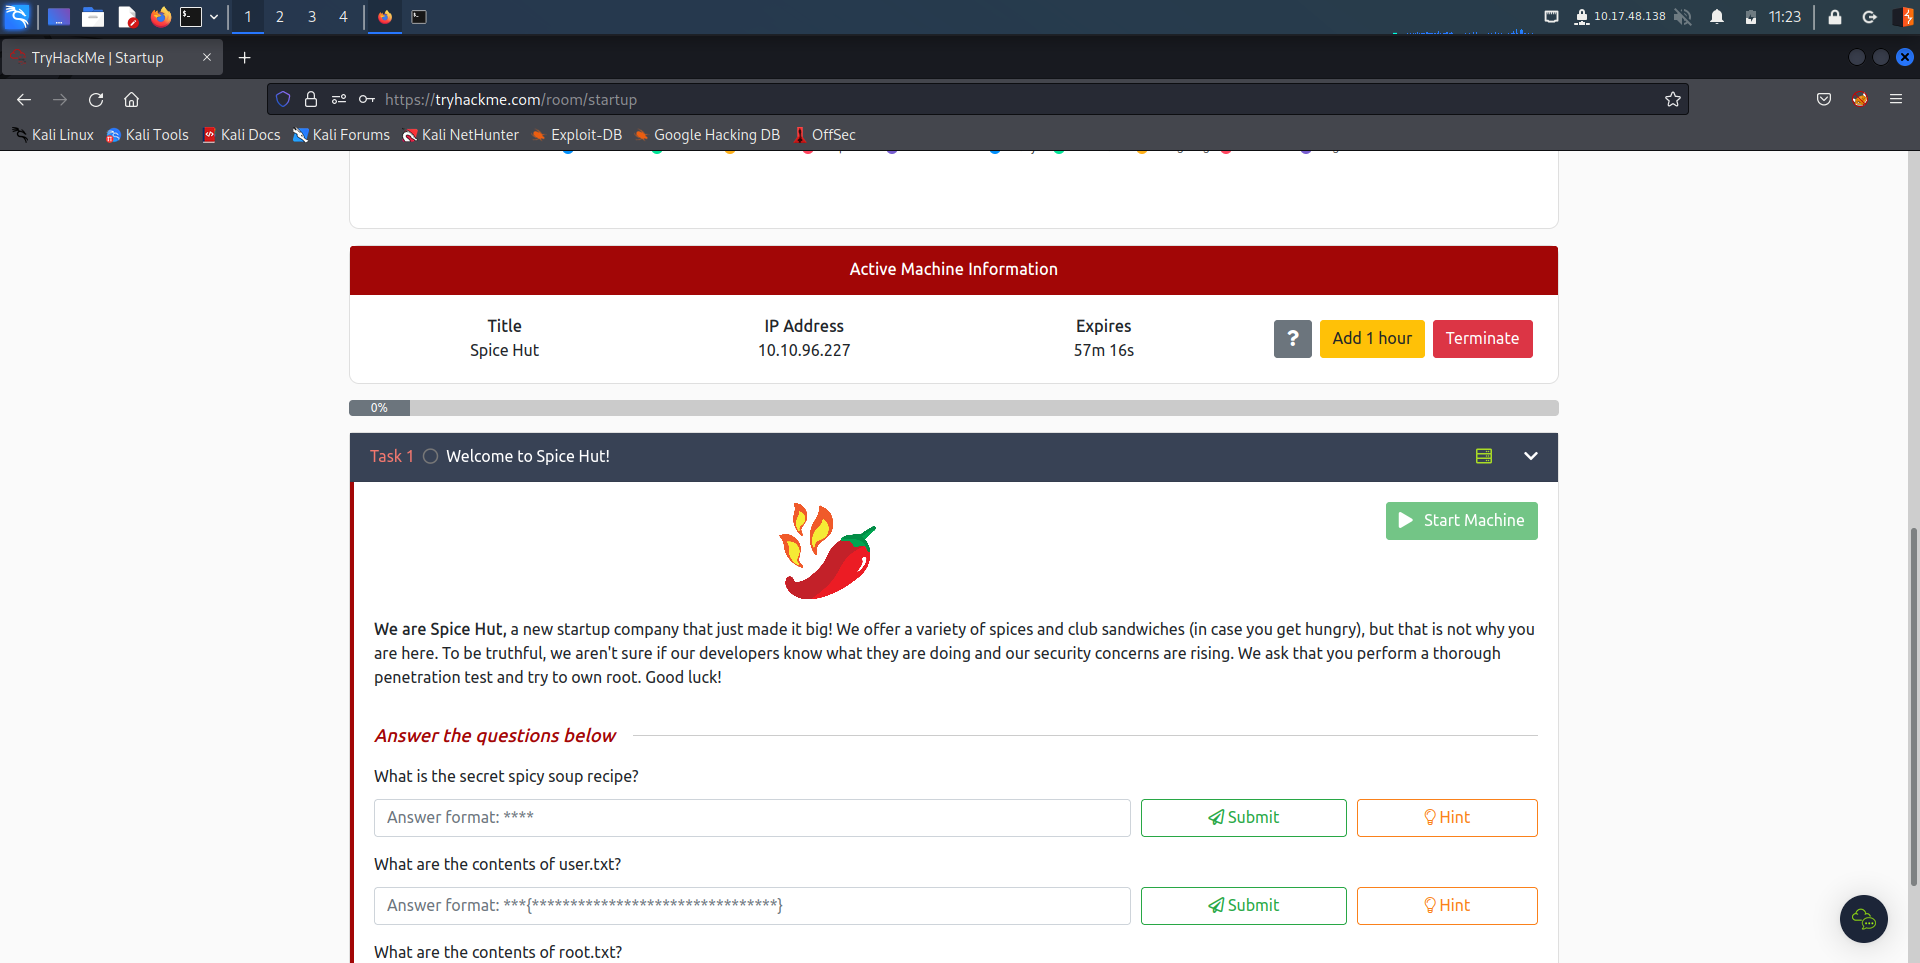 1 2 3 4 10.17.48.138 11:23
TryHackMe | Startup
https://tryhackme.com/room/startup
Kali Linux Kali Tools Kali Docs Kali Forums Kali NetHunter Exploit-DB Google Hacking DB OffSec
Active Machine Information
Title IP Address Expires
Spice Hut 10.10.96.227 57m 16s
? Add 1 hour Terminate
0%
Task 1 Welcome to Spice Hut!
Start Machine
We are Spice Hut, a new startup company that just made it big! We offer a variety of spices and club sandwiches (in case you get hungry), but that is not why you
are here. To be truthful, we aren't sure if our developers know what they are doing and our security concerns are rising. We ask that you perform a thorough
penetration test and try to own root. Good luck!
Answer the questions below
What is the secret spicy soup recipe?
Answer format: **** Submit Hint
What are the contents of user.txt?
Answer format: ***{********************************} Submit Hint
What are the contents of root.txt?